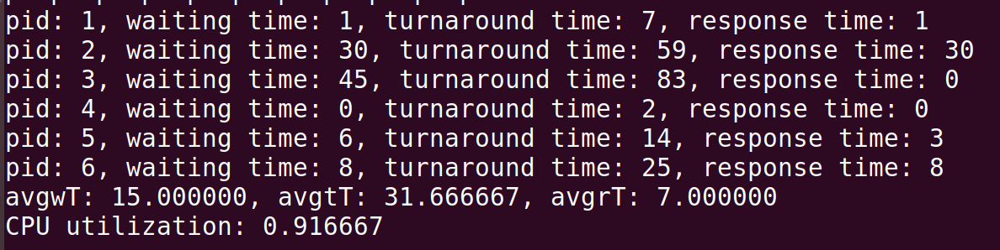 pid: 1, waiting time: 1, turnaround time: 7, response time: 1
pid: 2, waiting time: 30, turnaround time: 59, response time: 30
pid: 3, waiting time: 45, turnaround time: 83, response time: 0
pid: 4, waiting time: 0, turnaround time: 2, response time: 0
pid: 5, waiting time: 6, turnaround time: 14, response time: 3
pid: 6, waiting time: 8, turnaround time: 25, response time: 8
avgwT: 15.000000, avgtT: 31.666667, avgrT: 7.000000
CPU utilization: 0.916667